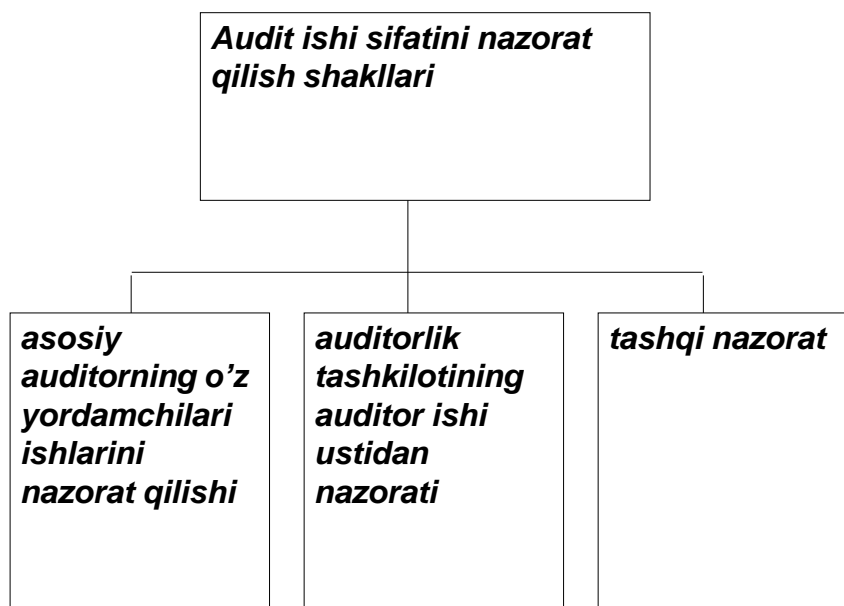 Audit ishi sifatini nazorat
qilish shakllari
asosiy
auditorning o’z
yordamchilari
ishlarini
nazorat qilishi
auditorlik
tashkilotining
auditor ishi
ustidan
nazorati
tashqi nazorat